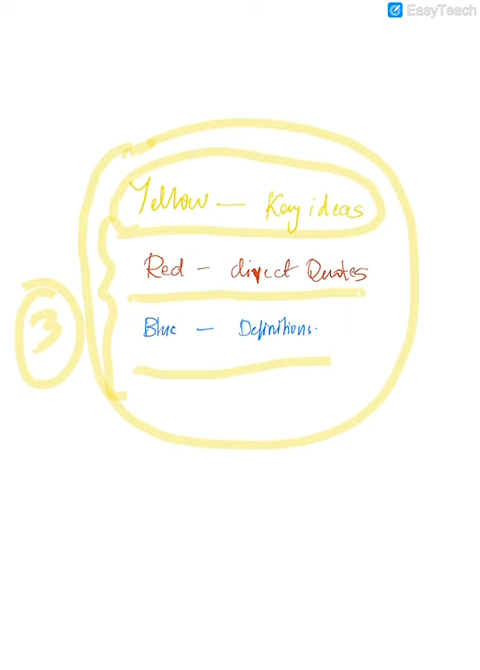 EasyTeach
Yellow — Key ideas
Red - direct Quotes
3
Blue - Definitions.